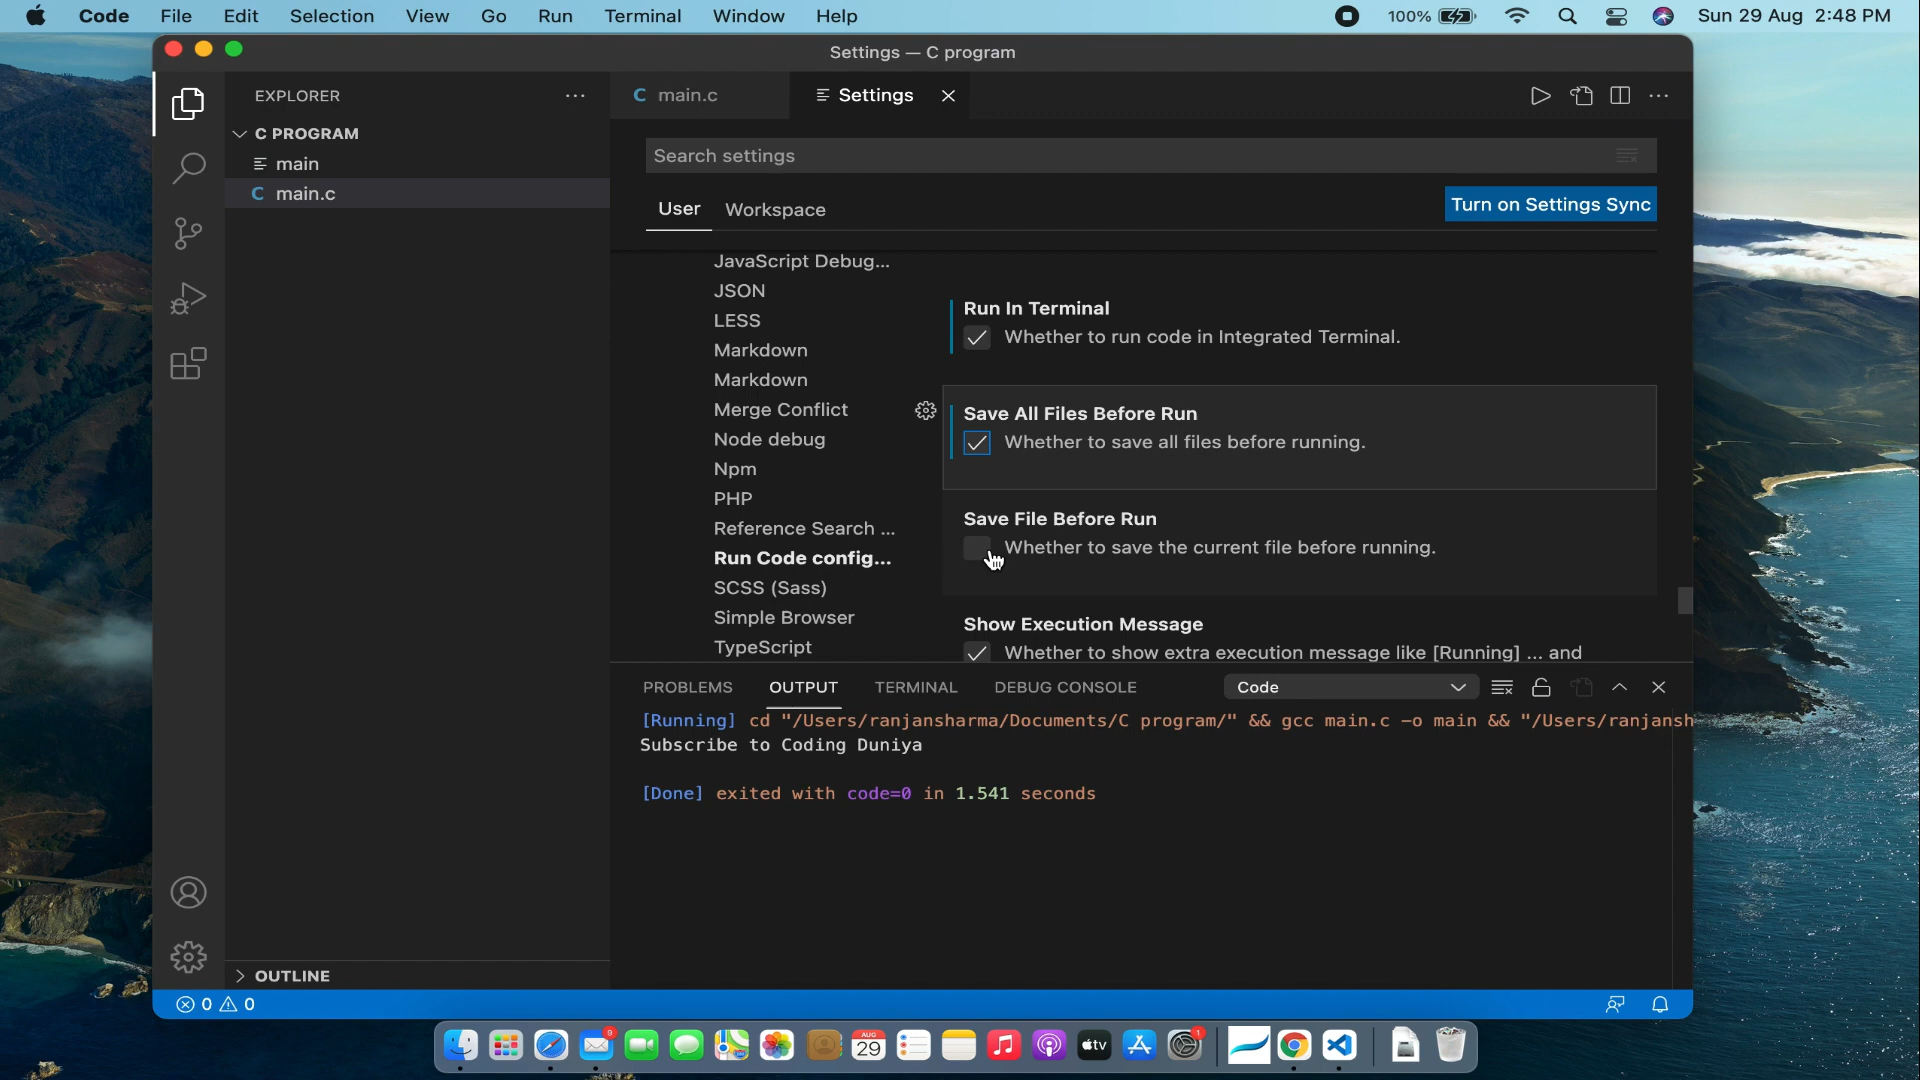 Code File Edit Selection View Go Run Terminal Window Help 100% Sun 29 Aug 2:48 PM
Settings — C program
EXPLORER
C PROGRAM
main
C main.c
OUTLINE
C main.c
Settings
Search settings
User Workspace
Turn on Settings Sync
JavaScript Debug...
JSON
LESS
Markdown
Markdown
Merge Conflict
Node debug
Npm
PHP
Reference Search ...
Run Code config...
SCSS (Sass)
Simple Browser
TypeScript
Run In Terminal
Whether to run code in Integrated Terminal.
Save All Files Before Run
Whether to save all files before running.
Save File Before Run
Whether to save the current file before running.
Show Execution Message
Whether to show extra execution message like [Running] ... and
PROBLEMS OUTPUT TERMINAL DEBUG CONSOLE Code
[Running] cd "/Users/ranjansharma/Documents/C program/" && gcc main.c -o main && "/Users/ranjansh
Subscribe to Coding Duniya
[Done] exited with code=0 in 1.541 seconds
0 0
9
AUG
29
tv
1